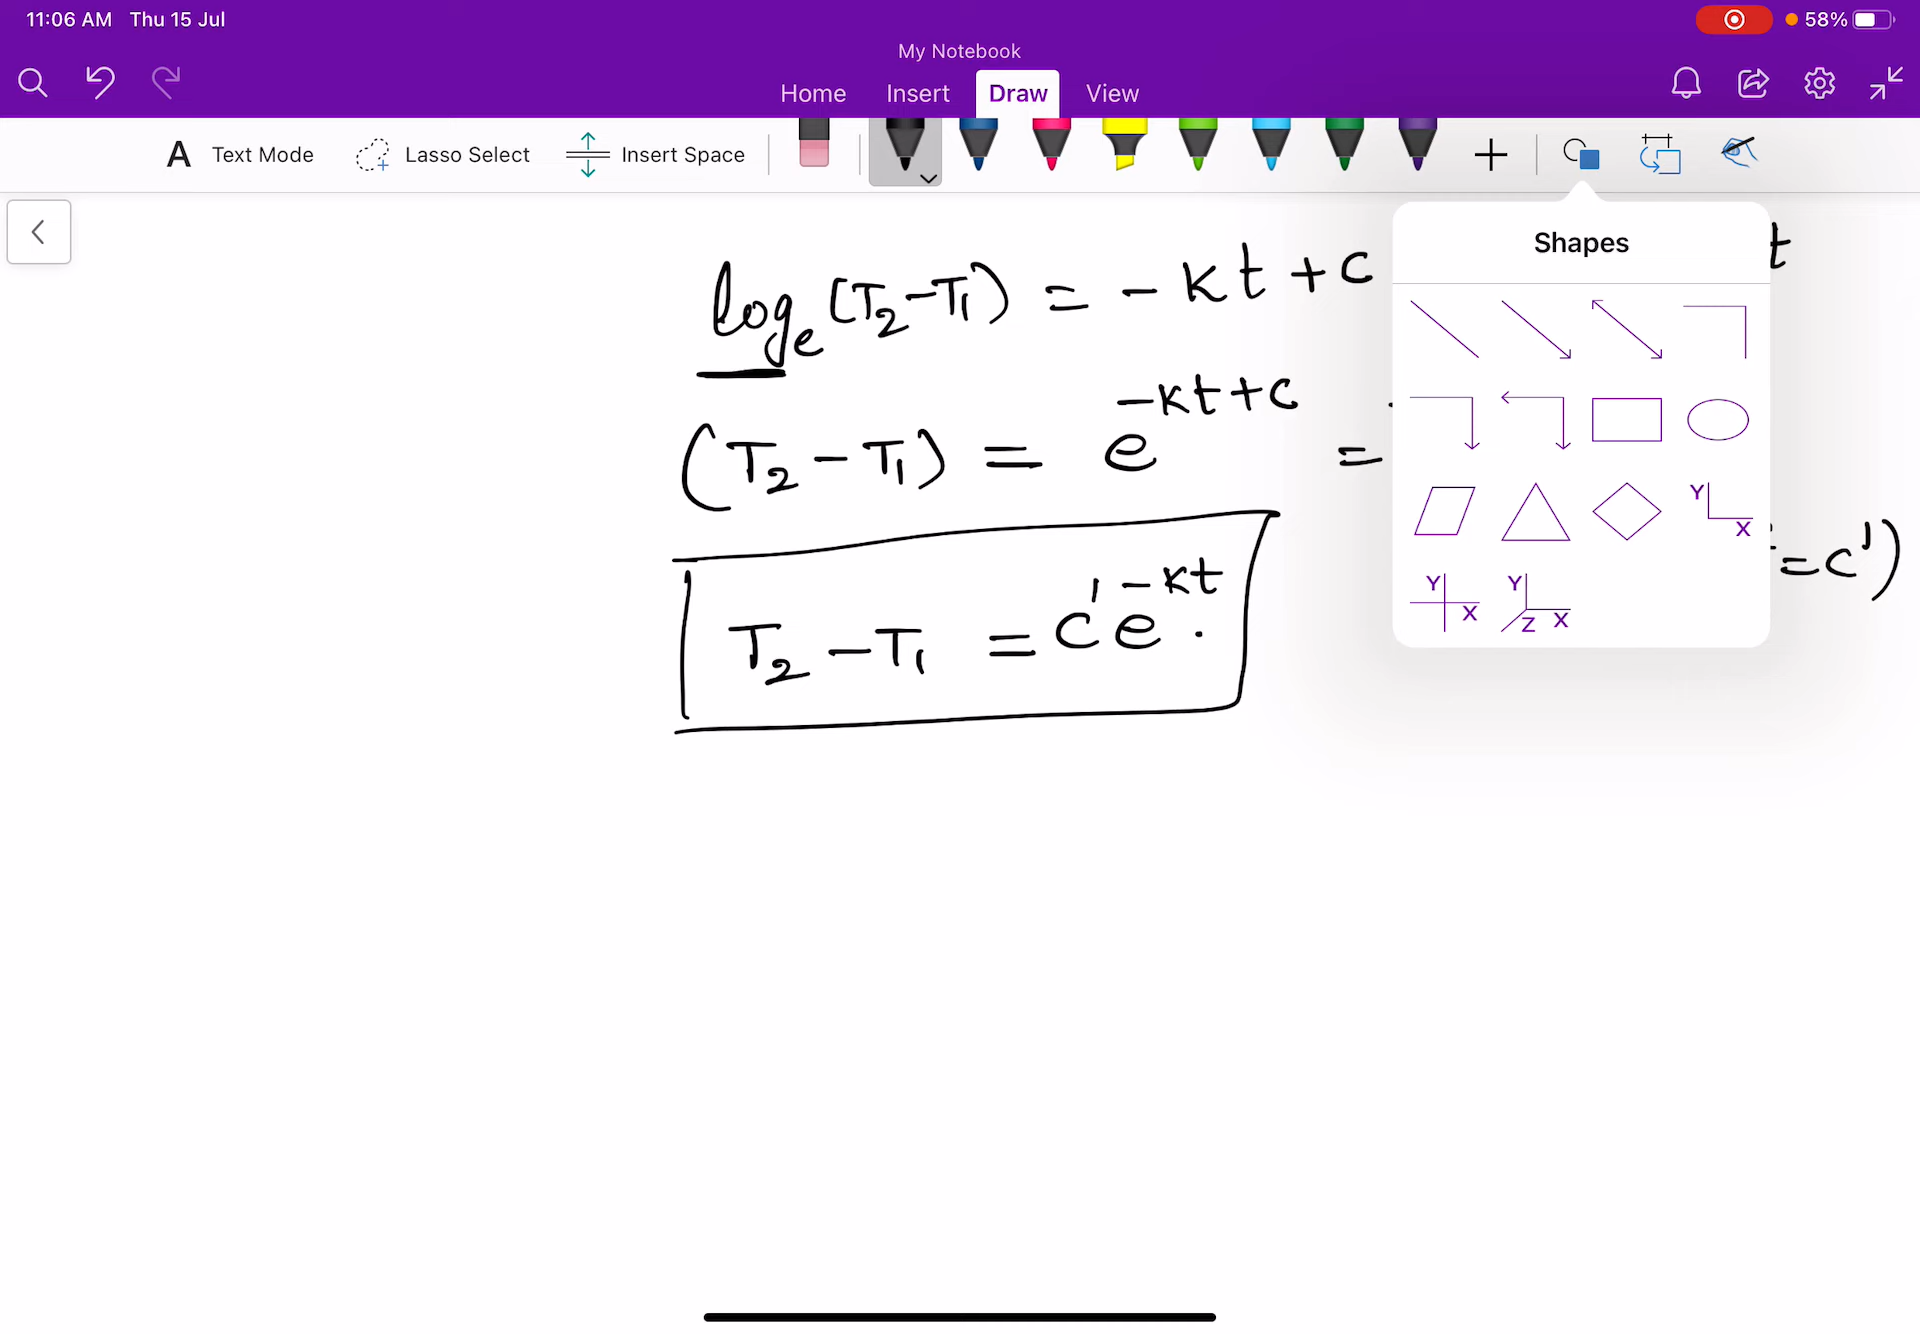 11:06 AM Thu 15 Jul
58%
My Notebook
Home Insert Draw View
A Text Mode Lasso Select Insert Space
Shapes
Y X
Y X Y Z X
logₑ (T₂-T₁) = - kt + c
t
(T₂ - T₁) = e^{-kt+c} =
= c')
T₂ - T₁ = c'e^{-kt}.